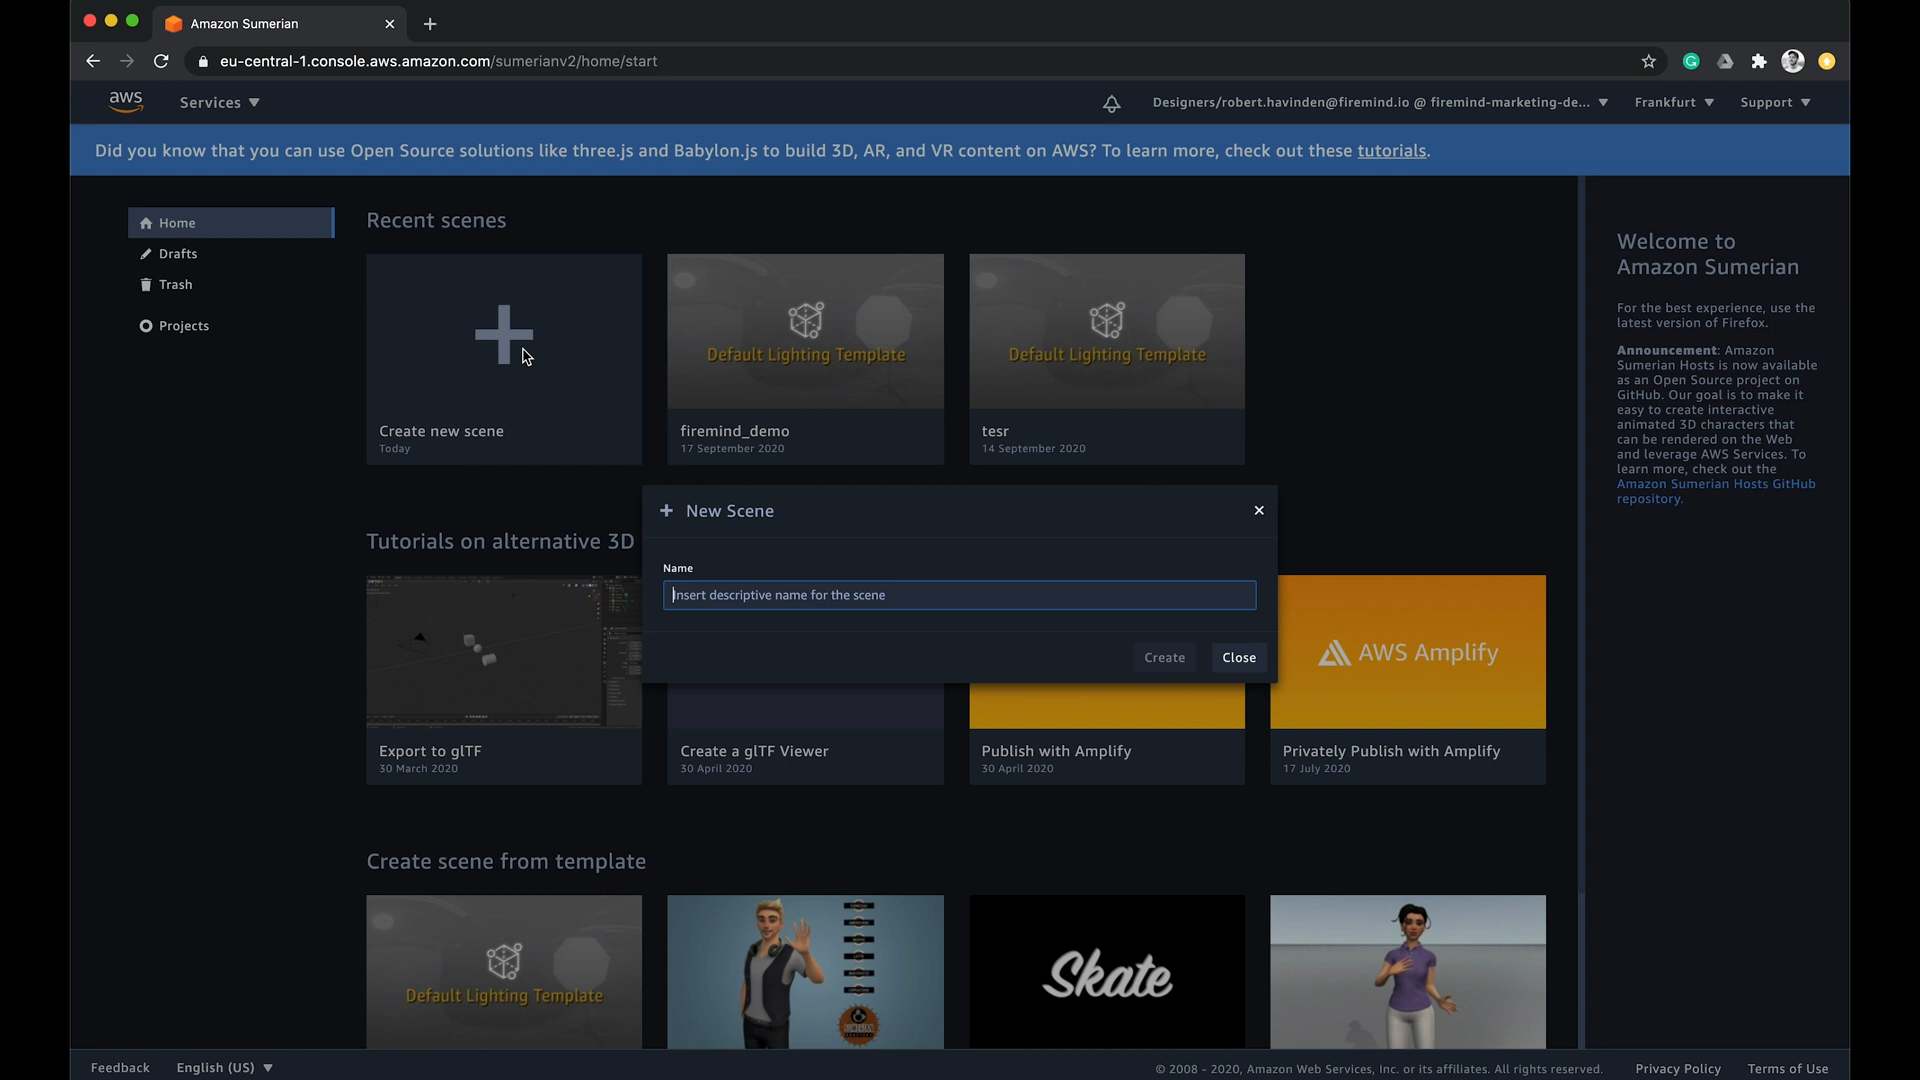 Amazon Sumerian
eu-central-1.console.aws.amazon.com/sumerianv2/home/start
aws
Services
Designers/robert.havinden@firemind.io @ firemind-marketing-de...
Frankfurt
Support
Did you know that you can use Open Source solutions like three.js and Babylon.js to build 3D, AR, and VR content on AWS? To learn more, check out these tutorials.
Home
Drafts
Trash
Projects
Recent scenes
Create new scene
Today
Default Lighting Template
firemind_demo
17 September 2020
Default Lighting Template
tesr
14 September 2020
Welcome to
Amazon Sumerian
For the best experience, use the
latest version of Firefox.
Announcement: Amazon
Sumerian Hosts is now available
as an Open Source project on
GitHub. Our goal is to make it
easy to create interactive
animated 3D characters that
can be rendered on the Web
and leverage AWS Services. To
learn more, check out the
Amazon Sumerian Hosts GitHub
repository.
New Scene
Name
Insert descriptive name for the scene
Create
Close
Tutorials on alternative 3D
AWS Amplify
Export to glTF
30 March 2020
Create a glTF Viewer
30 April 2020
Publish with Amplify
30 April 2020
Privately Publish with Amplify
17 July 2020
Create scene from template
Default Lighting Template
Skate
Feedback
English (US)
© 2008 - 2020, Amazon Web Services, Inc. or its affiliates. All rights reserved.
Privacy Policy
Terms of Use